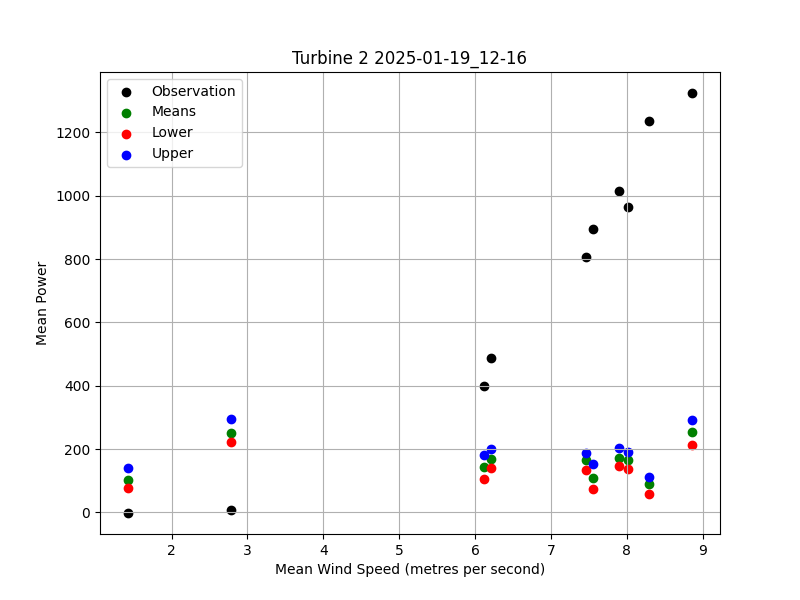 Turbine 2 2025-01-19_12-16
Observation
Means
Lower
Upper
1200
1000
800
600
400
200
0
Mean Power
2 3 4 5 6 7 8 9
Mean Wind Speed (metres per second)